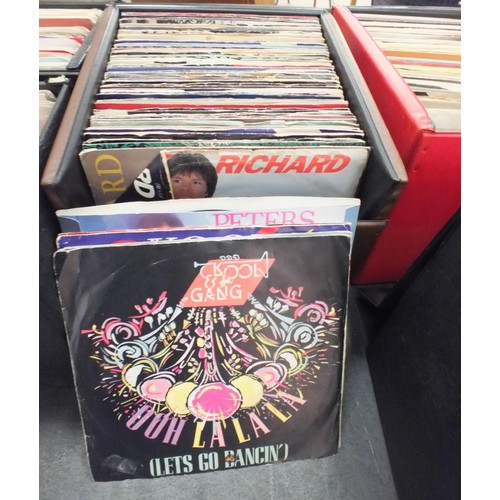 RD
RICHARD
PETERS
KOOL
& the
GANG
OOH LA LA LA
(LETS GO DANCIN')